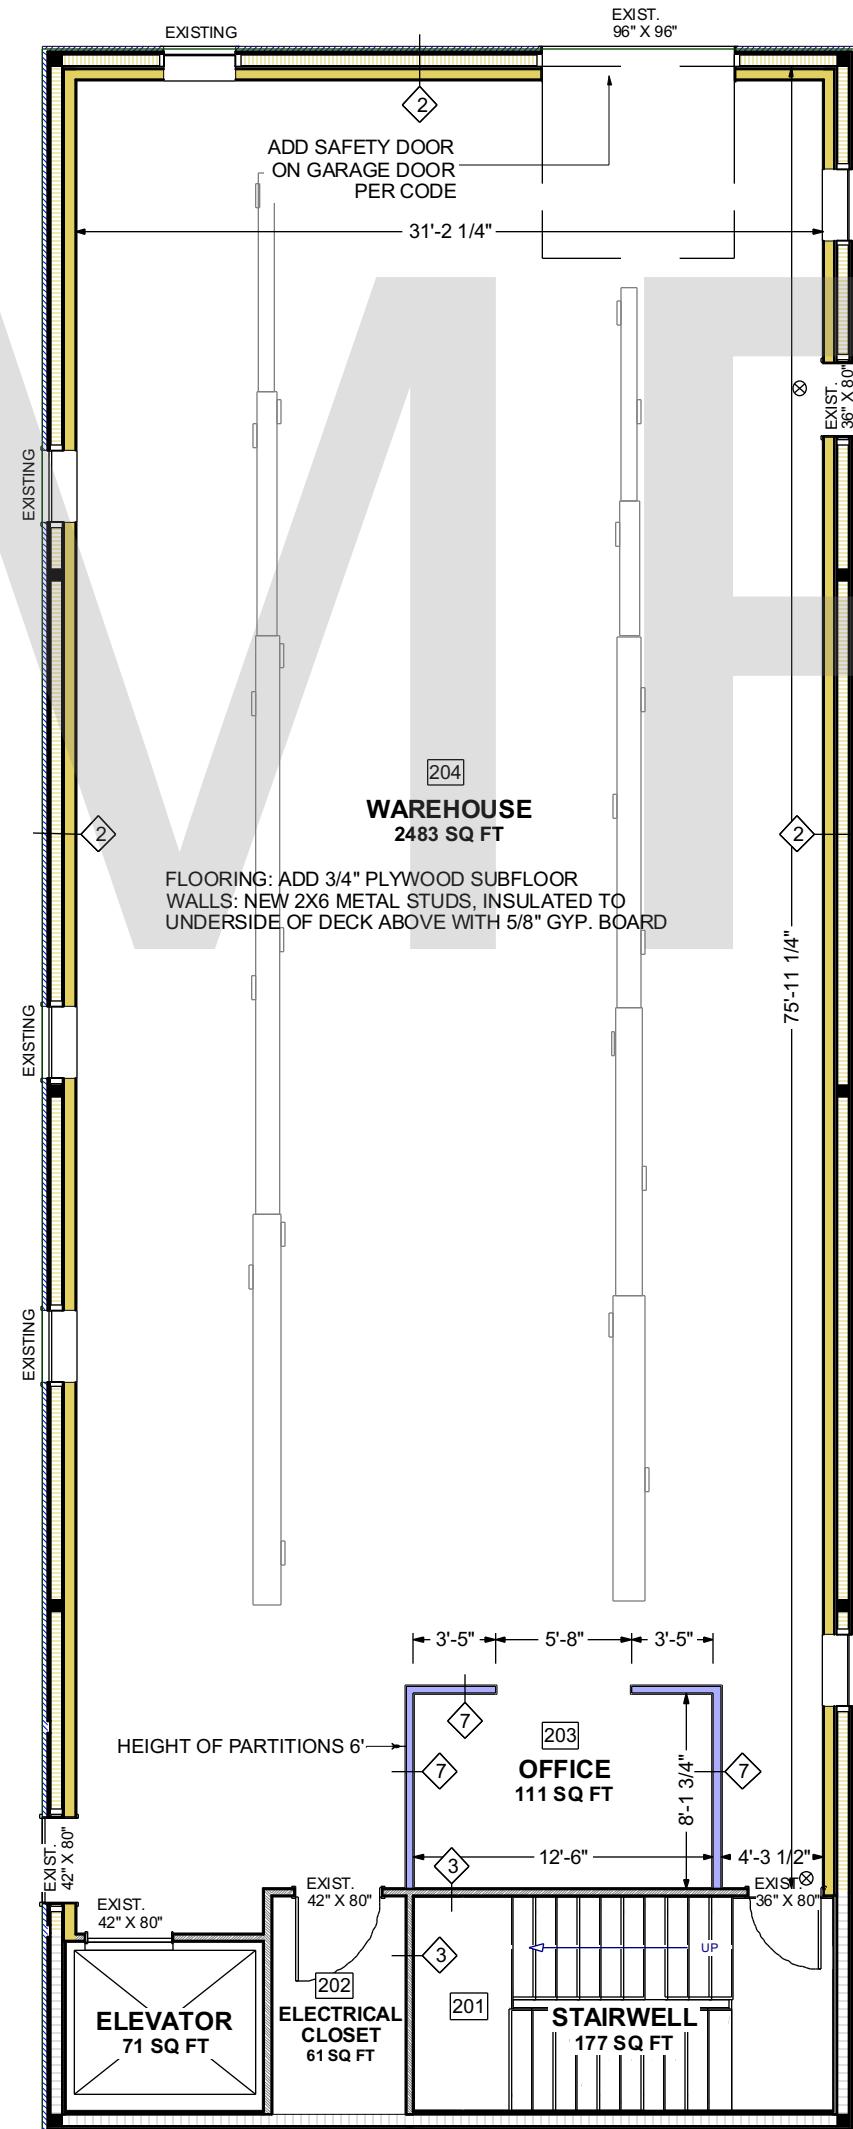 EXISTING
EXIST.
96" X 96"
2
ADD SAFETY DOOR
ON GARAGE DOOR
PER CODE
31'-2 1/4"
EXIST.
36" X 80"
EXISTING
204
WAREHOUSE
2483 SQ FT
2
2
FLOORING: ADD 3/4" PLYWOOD SUBFLOOR
WALLS: NEW 2X6 METAL STUDS, INSULATED TO
UNDERSIDE OF DECK ABOVE WITH 5/8" GYP. BOARD
75'-11 1/4"
EXISTING
EXISTING
3'-5"
5'-8"
3'-5"
7
203
HEIGHT OF PARTITIONS 6'
7
OFFICE
111 SQ FT
7
8'-1 3/4"
12'-6"
4'-3 1/2"
3
EXIST.
42" X 80"
EXIST.
42" X 80"
EXIST.
42" X 80"
EXIST.
36" X 80"
3
UP
202
201
ELEVATOR
71 SQ FT
ELECTRICAL
CLOSET
61 SQ FT
STAIRWELL
177 SQ FT